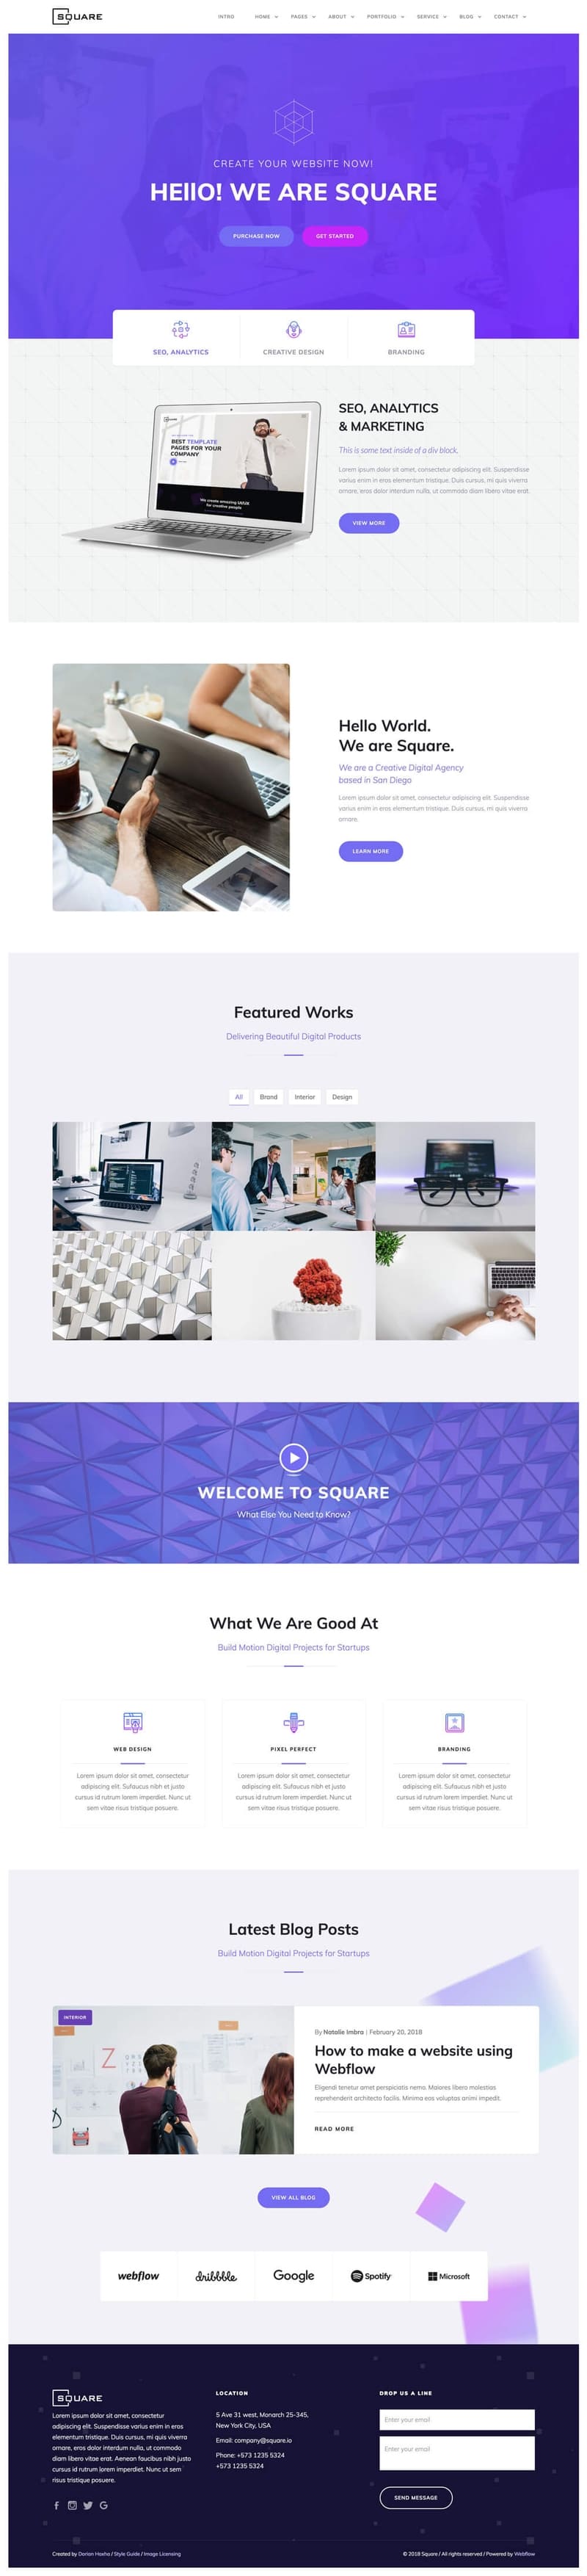 SQUARE
INTRO HOME PAGES ABOUT PORTFOLIO SERVICE BLOG CONTACT
CREATE YOUR WEBSITE NOW!
HEllO! WE ARE SQUARE
PURCHASE NOW GET STARTED
SEO, ANALYTICS CREATIVE DESIGN BRANDING
BEST TEMPLATE
PAGES FOR YOUR
COMPANY
We create amazing UI/UX
for creative people
SEO, ANALYTICS
& MARKETING
This is some text inside of a div block.
Lorem ipsum dolor sit amet, consectetur adipiscing elit. Suspendisse
varius enim in eros elementum tristique. Duis cursus, mi quis viverra
ornare, eros dolor interdum nulla, ut commodo diam libero vitae erat.
VIEW MORE
Hello World.
We are Square.
We are a Creative Digital Agency
based in San Diego
Lorem ipsum dolor sit amet, consectetur adipiscing elit. Suspendisse
varius enim in eros elementum tristique. Duis cursus, mi quis viverra
ornare.
LEARN MORE
Featured Works
Delivering Beautiful Digital Products
All Brand Interior Design
WELCOME TO SQUARE
What Else You Need to Know?
What We Are Good At
Build Motion Digital Projects for Startups
WEB DESIGN
Lorem ipsum dolor sit amet, consectetur
adipiscing elit. Sufaucus nibh et justo
cursus id rutrum lorem imperdiet. Nunc ut
sem vitae risus tristique posuere.
PIXEL PERFECT
Lorem ipsum dolor sit amet, consectetur
adipiscing elit. Sufaucus nibh et justo
cursus id rutrum lorem imperdiet. Nunc ut
sem vitae risus tristique posuere.
BRANDING
Lorem ipsum dolor sit amet, consectetur
adipiscing elit. Sufaucus nibh et justo
cursus id rutrum lorem imperdiet. Nunc ut
sem vitae risus tristique posuere.
Latest Blog Posts
Build Motion Digital Projects for Startups
INTERIOR
By Natalie Imbra | February 20, 2018
How to make a website using
Webflow
Eligendi tenetur amet perspiciatis nemo. Maiores libero molestias
reprehenderit architecto facilis. Minima eos voluptas animi impedit.
READ MORE
VIEW ALL BLOG
webflow dribbble Google Spotify Microsoft
SQUARE
Lorem ipsum dolor sit amet, consectetur
adipiscing elit. Suspendisse varius enim in eros
elementum tristique. Duis cursus, mi quis viverra
ornare, eros dolor interdum nulla, ut commodo
diam libero vitae erat. Aenean faucibus nibh justo
cursus id rutrum lorem imperdiet. Nunc ut sem
risus tristique posuere.
LOCATION
5 Ave 31 west, Monarch 25-345,
New York City, USA
Email: company@square.io
Phone: +573 1235 5324
+573 1235 5324
DROP US A LINE
Enter your email
Enter your email
SEND MESSAGE
Created by Dorian Hoxha / Style Guide / Image Licensing
© 2018 Square / All rights reserved / Powered by Webflow